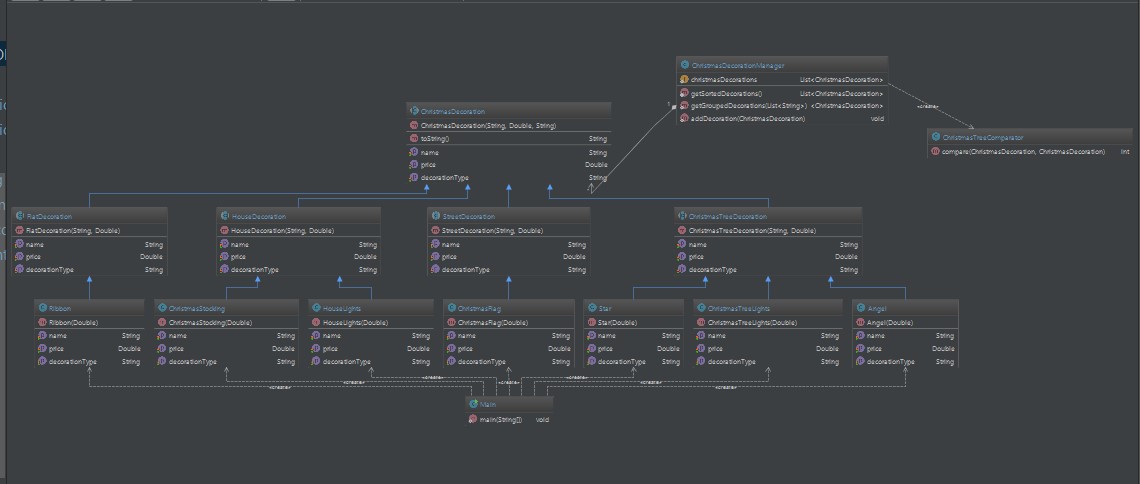 ChristmasDecorationManager
christmasDecorations List<ChristmasDecoration>
getSortedDecorations() List<ChristmasDecoration>
getGroupedDecorations(List<String>) <ChristmasDecoration>
addDecoration(ChristmasDecoration) void
1
«create»
ChristmasTreeComparator
compare(ChristmasDecoration, ChristmasDecoration) int
ChristmasDecoration
ChristmasDecoration(String, Double, String)
toString() String
name String
price Double
decorationType String
FlatDecoration
FlatDecoration(String, Double)
name String
price Double
decorationType String
HouseDecoration
HouseDecoration(String, Double)
name String
price Double
decorationType String
StreetDecoration
StreetDecoration(String, Double)
name String
price Double
decorationType String
ChristmasTreeDecoration
ChristmasTreeDecoration(String, Double)
name String
price Double
decorationType String
Ribbon
Ribbon(Double)
name String
price Double
decorationType String
ChristmasStocking
ChristmasStocking(Double)
name String
price Double
decorationType String
HouseLights
HouseLights(Double)
name String
price Double
decorationType String
ChristmasFlag
ChristmasFlag(Double)
name String
price Double
decorationType String
Star
Star(Double)
name String
price Double
decorationType String
ChristmasTreeLights
ChristmasTreeLights(Double)
name String
price Double
decorationType String
Angel
Angel(Double)
name String
price Double
decorationType String
«create»
«create»
«create»
«create»
«create»
«create»
«create»
Main
main(String[]) void